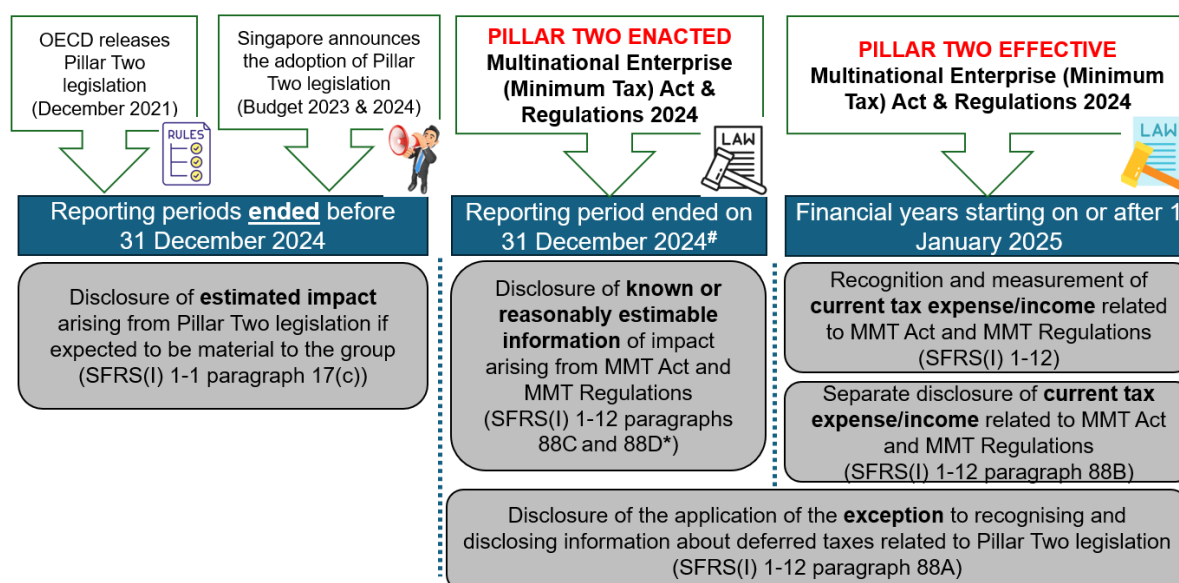 OECD releases
Pillar Two
legislation
(December 2021)
RULES
Singapore announces
the adoption of Pillar
Two legislation
(Budget 2023 & 2024)
PILLAR TWO ENACTED
Multinational Enterprise
(Minimum Tax) Act &
Regulations 2024
LAW
PILLAR TWO EFFECTIVE
Multinational Enterprise (Minimum
Tax) Act & Regulations 2024
LAW
Reporting periods ended before
31 December 2024
Reporting period ended on
31 December 2024#
Financial years starting on or after 1
January 2025
Disclosure of estimated impact
arising from Pillar Two legislation if
expected to be material to the group
(SFRS(I) 1-1 paragraph 17(c))
Disclosure of known or
reasonably estimable
information of impact
arising from MMT Act and
MMT Regulations
(SFRS(I) 1-12 paragraphs
88C and 88D*)
Recognition and measurement of
current tax expense/income related
to MMT Act and MMT Regulations
(SFRS(I) 1-12)
Separate disclosure of current tax
expense/income related to MMT Act
and MMT Regulations
(SFRS(I) 1-12 paragraph 88B)
Disclosure of the application of the exception to recognising and
disclosing information about deferred taxes related to Pillar Two legislation
(SFRS(I) 1-12 paragraph 88A)